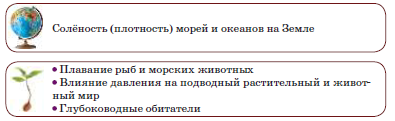 Солёность (плотность) морей и океанов на Земле
• Плавание рыб и морских животных
• Влияние давления на подводный растительный и живот-
ный мир
• Глубоководные обитатели